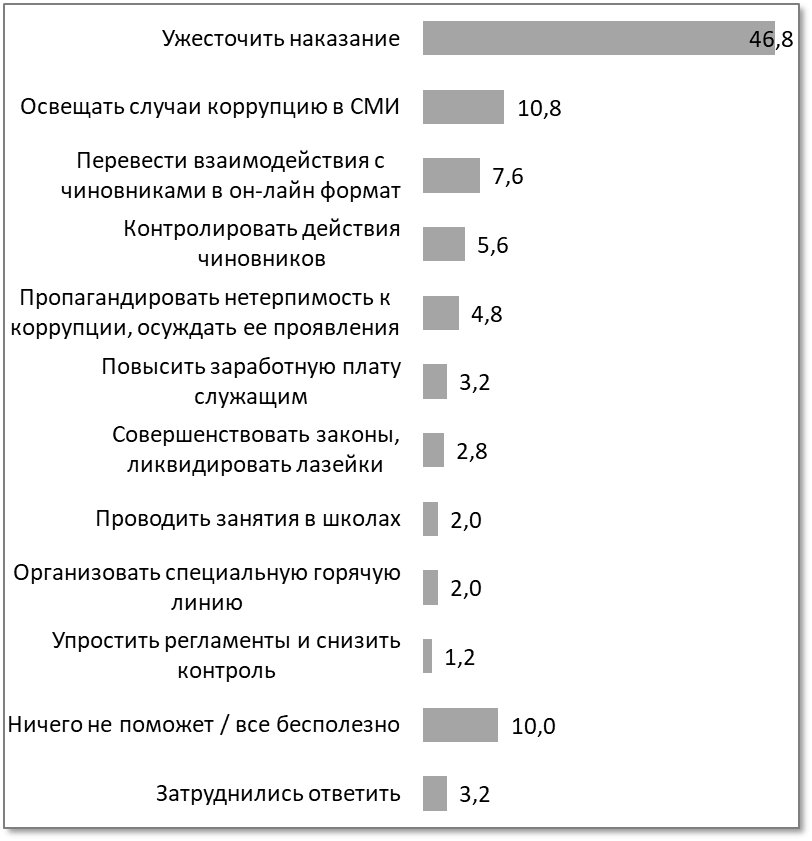 Ужесточить наказание
46,8
Освещать случаи коррупцию в СМИ
10,8
Перевести взаимодействия с
чиновниками в он-лайн формат
7,6
Контролировать действия
чиновников
5,6
Пропагандировать нетерпимость к
коррупции, осуждать ее проявления
4,8
Повысить заработную плату
служащим
3,2
Совершенствовать законы,
ликвидировать лазейки
2,8
Проводить занятия в школах
2,0
Организовать специальную горячую
линию
2,0
Упростить регламенты и снизить
контроль
1,2
Ничего не поможет / все бесполезно
10,0
Затруднились ответить
3,2